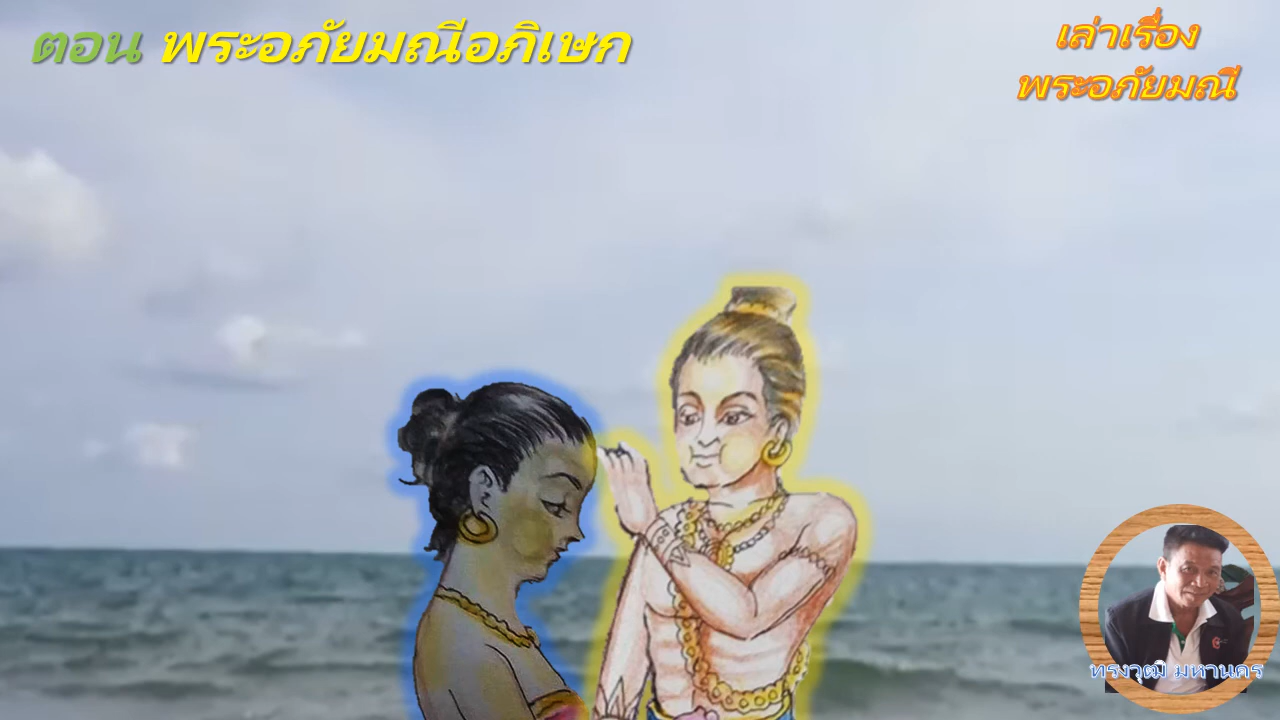 ตอน พระอภัยมณีอภิเษก
เล่าเรื่อง
พระอภัยมณี
ทรงวุฒิ มหานคร